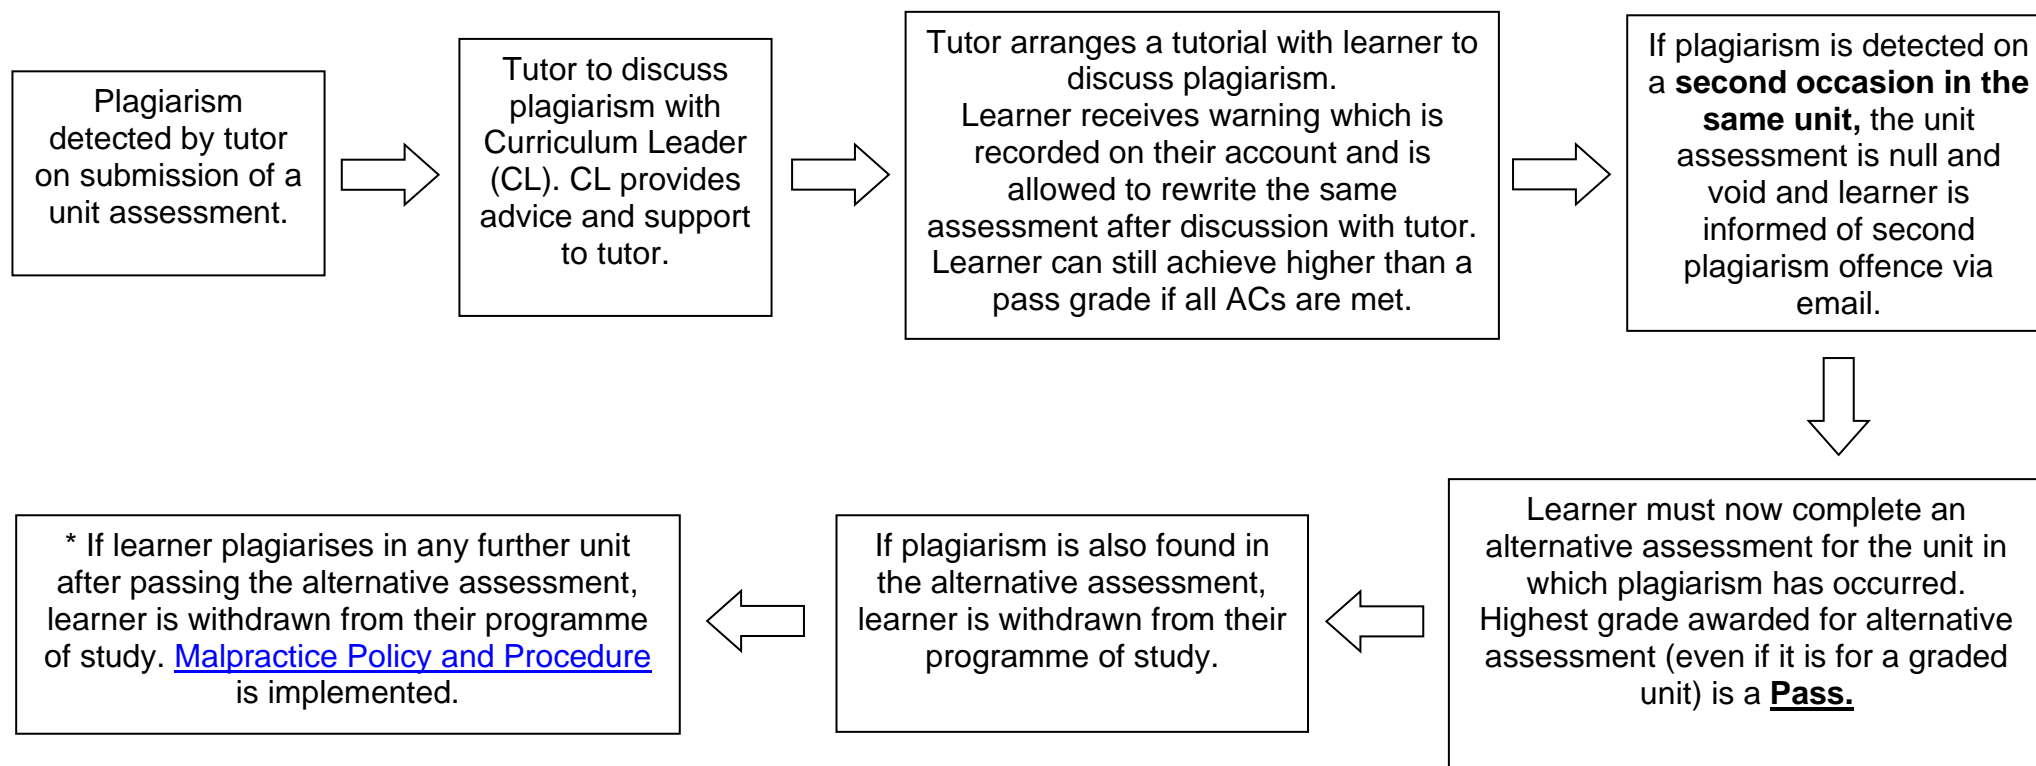 Plagiarism
detected by tutor
on submission of a
unit assessment.
Tutor to discuss
plagiarism with
Curriculum Leader
(CL). CL provides
advice and support
to tutor.
Tutor arranges a tutorial with learner to
discuss plagiarism.
Learner receives warning which is
recorded on their account and is
allowed to rewrite the same
assessment after discussion with tutor.
Learner can still achieve higher than a
pass grade if all ACs are met.
If plagiarism is detected on
a second occasion in the
same unit, the unit
assessment is null and
void and learner is
informed of second
plagiarism offence via
email.
Learner must now complete an
alternative assessment for the unit in
which plagiarism has occurred.
Highest grade awarded for alternative
assessment (even if it is for a graded
unit) is a Pass.
If plagiarism is also found in
the alternative assessment,
learner is withdrawn from their
programme of study.
* If learner plagiarises in any further unit
after passing the alternative assessment,
learner is withdrawn from their programme
of study. Malpractice Policy and Procedure
is implemented.